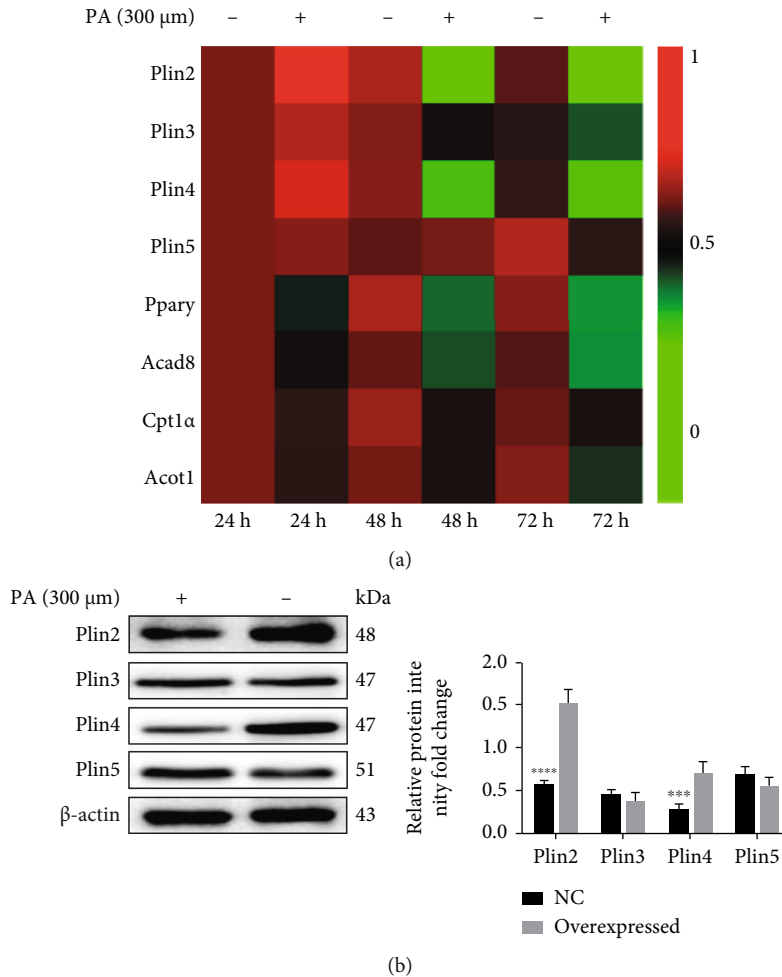 PA (300 μm) – + – + – +
Plin2
Plin3
Plin4
Plin5
Ppary
Acad8
Cpt1α
Acot1
1
0.5
0
24 h 24 h 48 h 48 h 72 h 72 h
(a)
PA (300 μm) + – kDa
Plin2 48
Plin3 47
Plin4 47
Plin5 51
β-actin 43
Relative protein inte
nity fold change
2.0
0.5
1.0
0.5
0.0
****
***
Plin2 Plin3 Plin4 Plin5
NC
Overexpressed
(b)